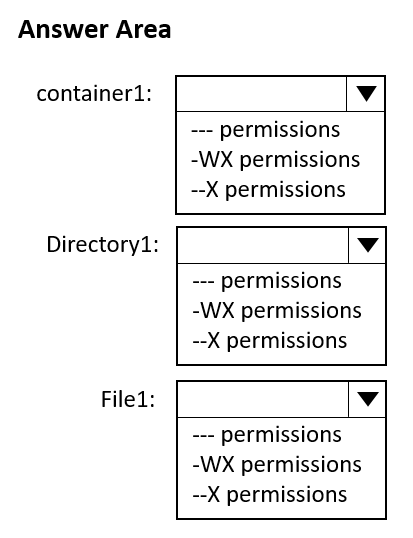 Answer Area
container1:
--- permissions
-WX permissions
--X permissions
Directory1:
--- permissions
-WX permissions
--X permissions
File1:
--- permissions
-WX permissions
--X permissions